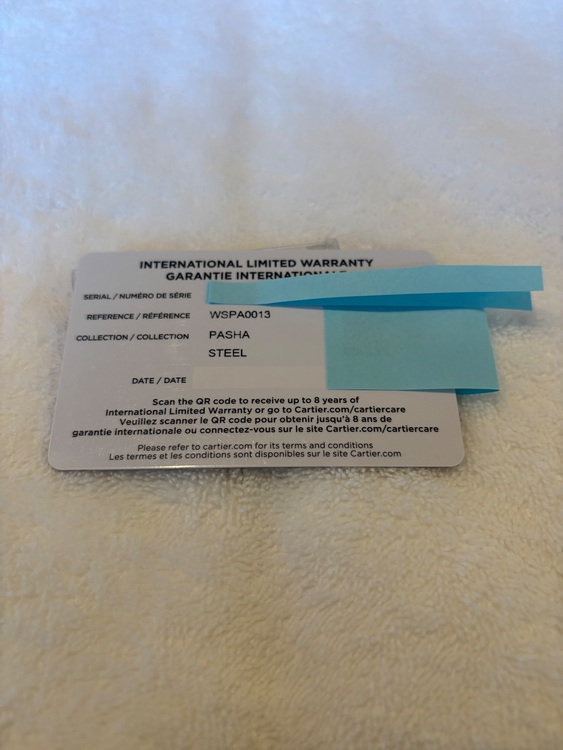 INTERNATIONAL LIMITED WARRANTY
GARANTIE INTERNATIONALE
SERIAL / NUMÉRO DE SÉRIE
REFERENCE / RÉFÉRENCE WSPA0013
COLLECTION / COLLECTION PASHA
STEEL
DATE / DATE
Scan the QR code to receive up to 8 years of
International Limited Warranty or go to Cartier.com/cartiercare
Veuillez scanner le QR code pour obtenir jusqu'à 8 ans de
garantie internationale ou connectez-vous sur le site Cartier.com/cartiercare
Please refer to cartier.com for its terms and conditions
Les termes et les conditions sont disponibles sur le site Cartier.com